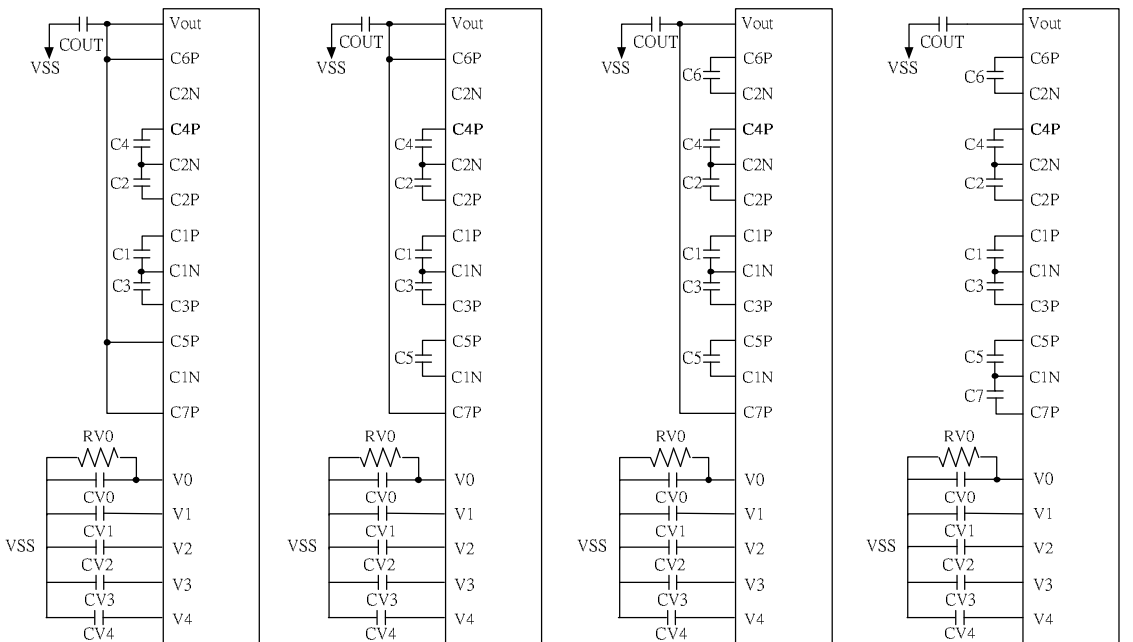 Vout
COUT
VSS
C6P
C2N
C4P
C4
C2N
C2
C2P
C1P
C1
C1N
C3
C3P
C5P
C1N
C7P
RV0
V0
CV0
V1
CV1
VSS
V2
CV2
V3
CV3
V4
CV4
Vout
COUT
VSS
C6P
C2N
C4P
C4
C2N
C2
C2P
C1P
C1
C1N
C3
C3P
C5P
C5
C1N
C7P
RV0
V0
CV0
V1
CV1
VSS
V2
CV2
V3
CV3
V4
CV4
Vout
COUT
VSS
C6P
C6
C2N
C4P
C4
C2N
C2
C2P
C1P
C1
C1N
C3
C3P
C5P
C5
C1N
C7P
RV0
V0
CV0
V1
CV1
VSS
V2
CV2
V3
CV3
V4
CV4
Vout
COUT
VSS
C6P
C6
C2N
C4P
C4
C2N
C2
C2P
C1P
C1
C1N
C3
C3P
C5P
C5
C1N
C7
C7P
RV0
V0
CV0
V1
CV1
VSS
V2
CV2
V3
CV3
V4
CV4